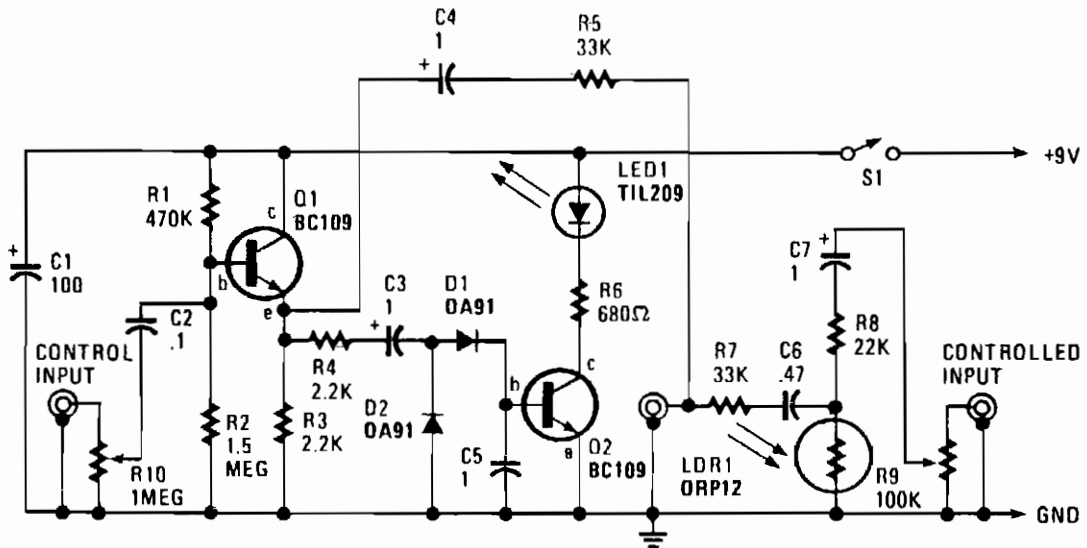 C4
1
+
R5
33K
+9V
S1
LED1
TIL209
R1
470K
Q1
BC109
c
b
e
+
C1
100
C2
.1
C3
1
+
D1
OA91
R6
680Ω
C7
1
+
R8
22K
CONTROL
INPUT
R10
1MEG
R2
1.5
MEG
R4
2.2K
R3
2.2K
D2
OA91
C5
1
b
c
e
Q2
BC109
R7
33K
C6
.47
LDR1
ORP12
R9
100K
CONTROLLED
INPUT
GND